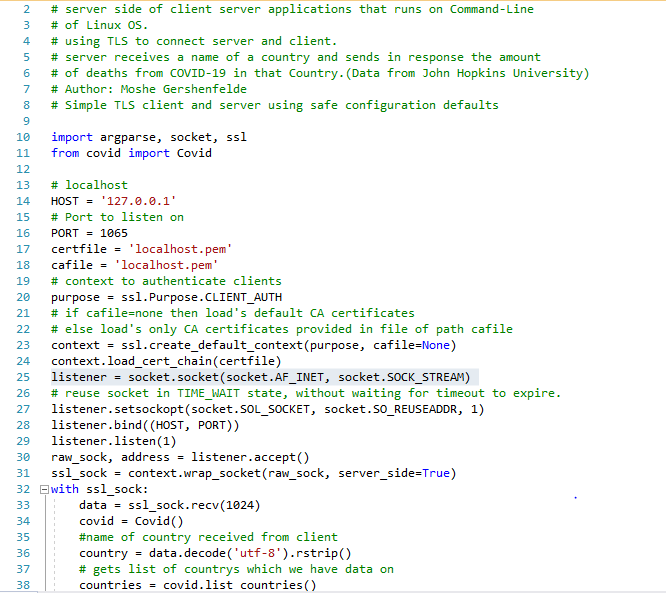 2 # server side of client server applications that runs on Command-Line
3 # of Linux OS.
4 # using TLS to connect server and client.
5 # server receives a name of a country and sends in response the amount
6 # of deaths from COVID-19 in that Country.(Data from John Hopkins University)
7 # Author: Moshe Gershenfelde
8 # Simple TLS client and server using safe configuration defaults
9
10 import argparse, socket, ssl
11 from covid import Covid
12
13 # localhost
14 HOST = '127.0.0.1'
15 # Port to listen on
16 PORT = 1065
17 certfile = 'localhost.pem'
18 cafile = 'localhost.pem'
19 # context to authenticate clients
20 purpose = ssl.Purpose.CLIENT_AUTH
21 # if cafile=none then load's default CA certificates
22 # else load's only CA certificates provided in file of path cafile
23 context = ssl.create_default_context(purpose, cafile=None)
24 context.load_cert_chain(certfile)
25 listener = socket.socket(socket.AF_INET, socket.SOCK_STREAM)
26 # reuse socket in TIME_WAIT state, without waiting for timeout to expire.
27 listener.setsockopt(socket.SOL_SOCKET, socket.SO_REUSEADDR, 1)
28 listener.bind((HOST, PORT))
29 listener.listen(1)
30 raw_sock, address = listener.accept()
31 ssl_sock = context.wrap_socket(raw_sock, server_side=True)
32 with ssl_sock:
33 data = ssl_sock.recv(1024)
34 covid = Covid()
35 #name of country received from client
36 country = data.decode('utf-8').rstrip()
37 # gets list of countrys which we have data on
38 countries = covid.list_countries()